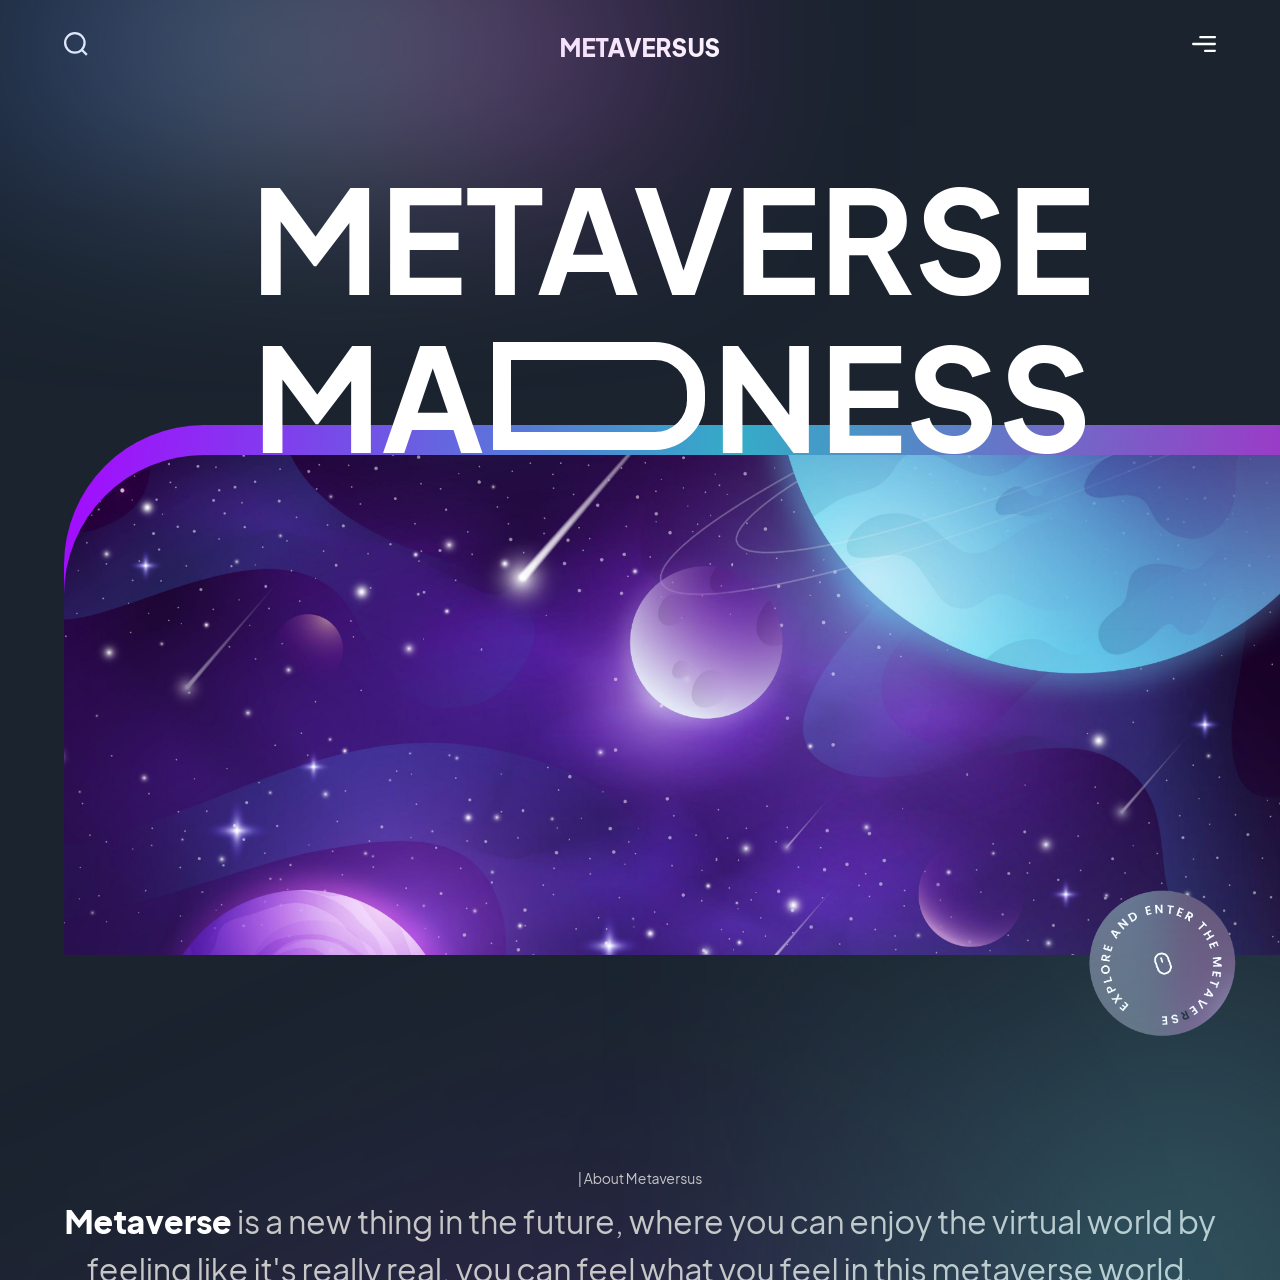 METAVERSUS
METAVERSE
MADNESS
EXPLORE AND ENTER THE METAVERSE
| About Metaversus
Metaverse is a new thing in the future, where you can enjoy the virtual world by
feeling like it's really real, you can feel what you feel in this metaverse world